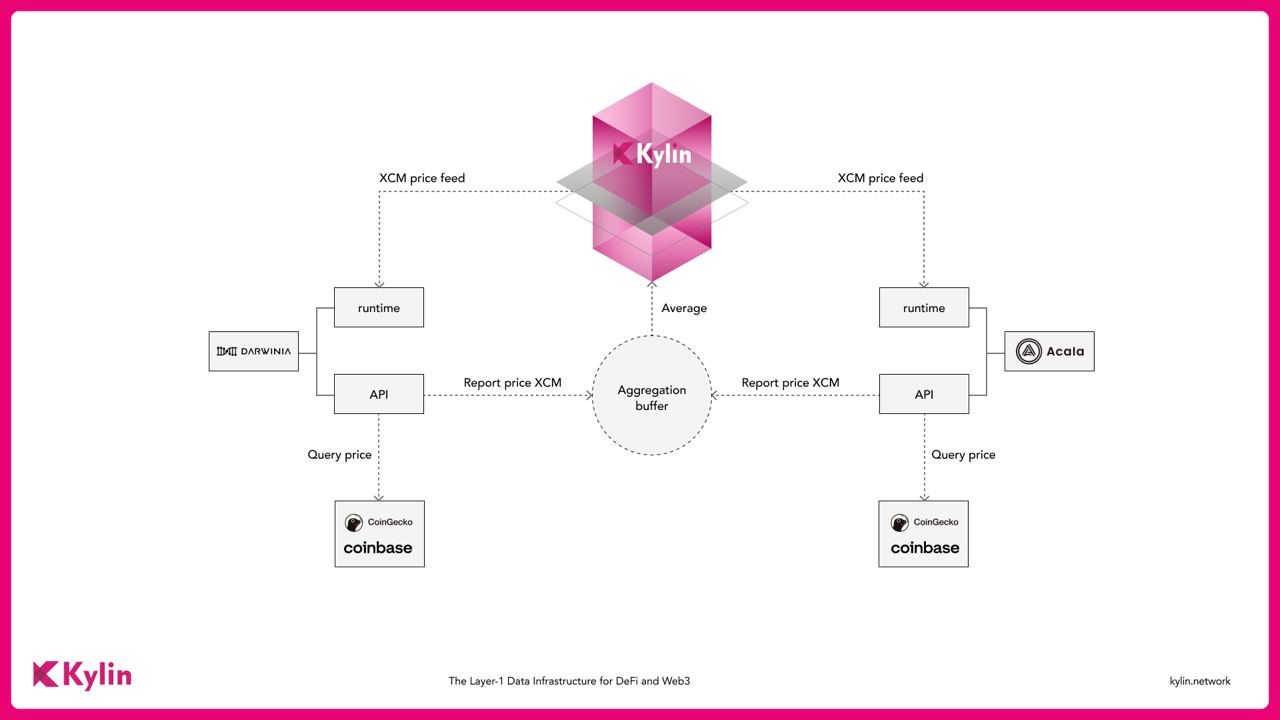 Kylin
XCM price feed
XCM price feed
runtime
runtime
Average
DARWINIA
Acala
API
Report price XCM
Aggregation
buffer
Report price XCM
API
Query price
Query price
CoinGecko
coinbase
CoinGecko
coinbase
Kylin
The Layer-1 Data Infrastructure for DeFi and Web3
kylin.network